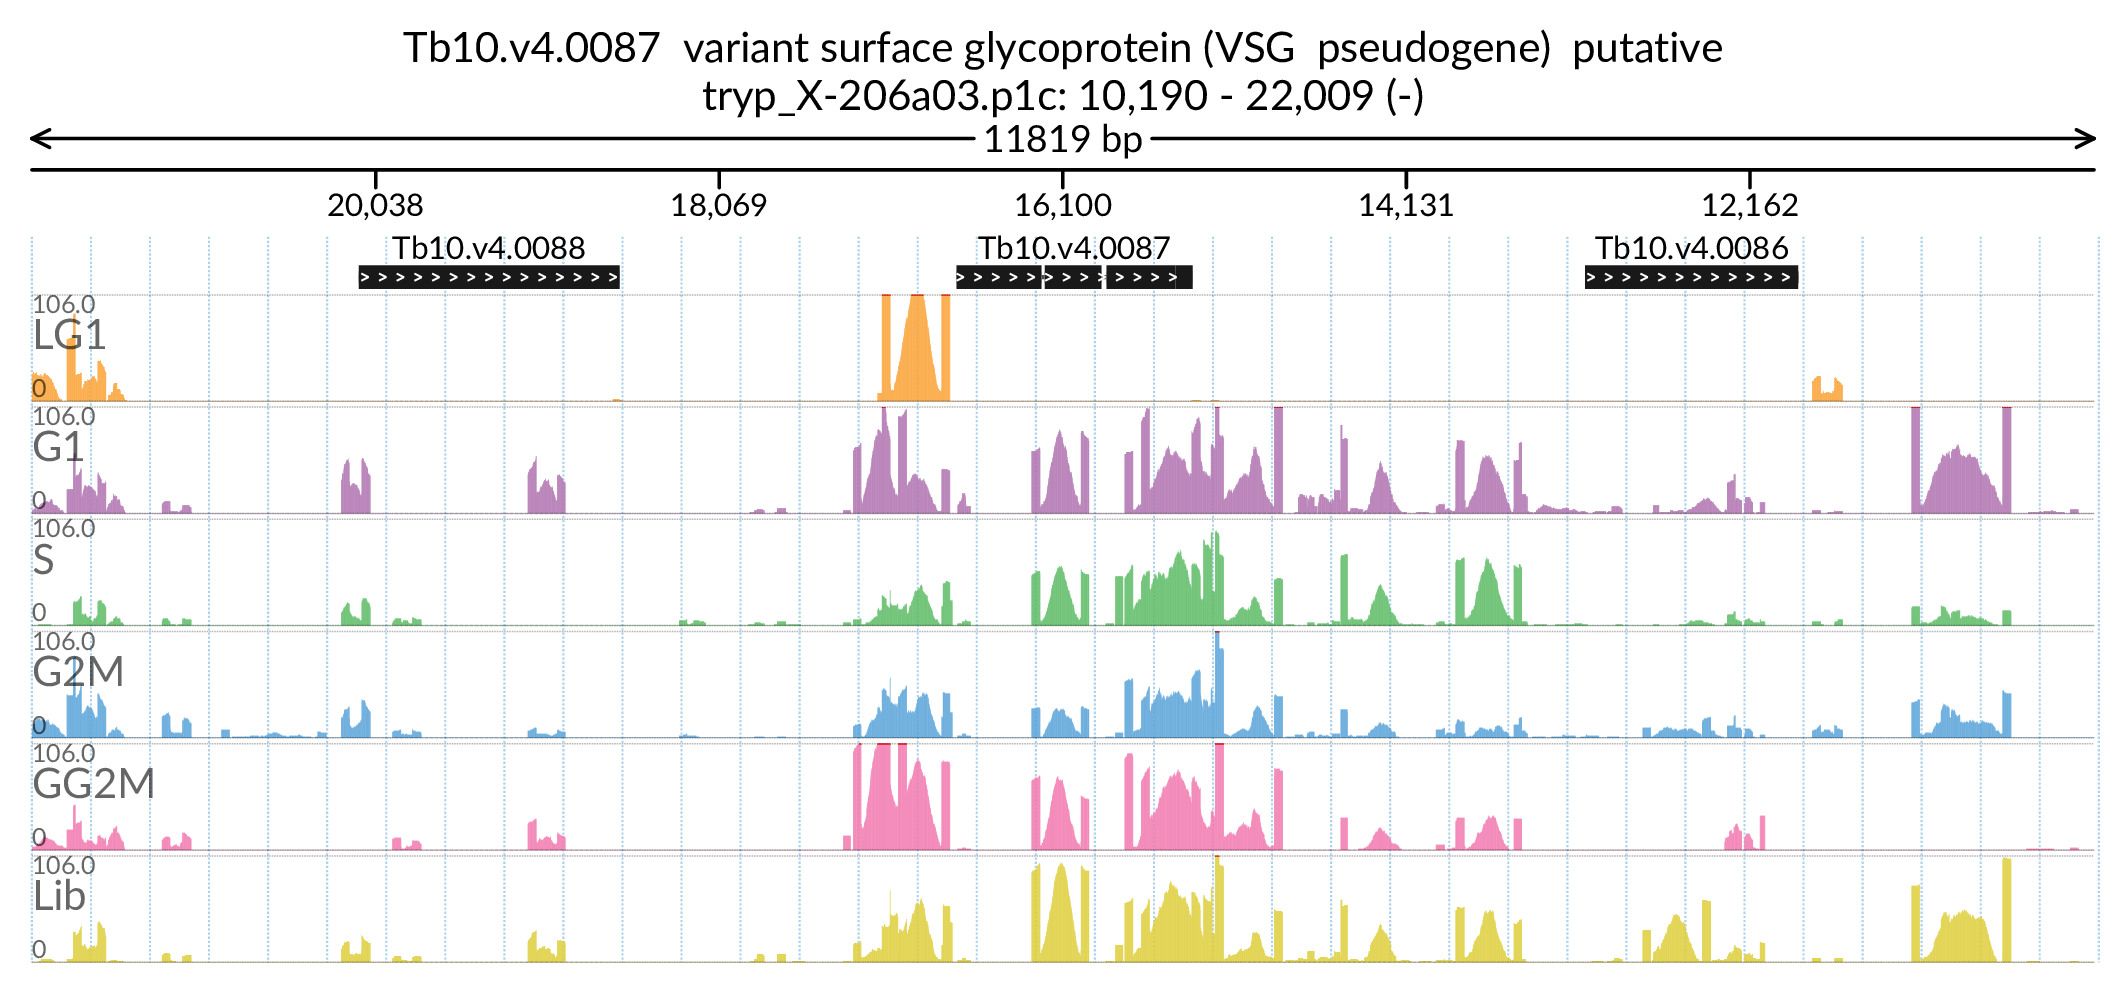 Tb10.v4.0087  variant surface glycoprotein (VSG  pseudogene)  putative
tryp_X-206a03.p1c: 10,190 - 22,009 (-)
11819 bp
20,038 18,069 16,100 14,131 12,162
Tb10.v4.0088 Tb10.v4.0087 Tb10.v4.0086
106.0
LG1
0
106.0
G1
0
106.0
S
0
106.0
G2M
0
106.0
GG2M
0
106.0
Lib
0